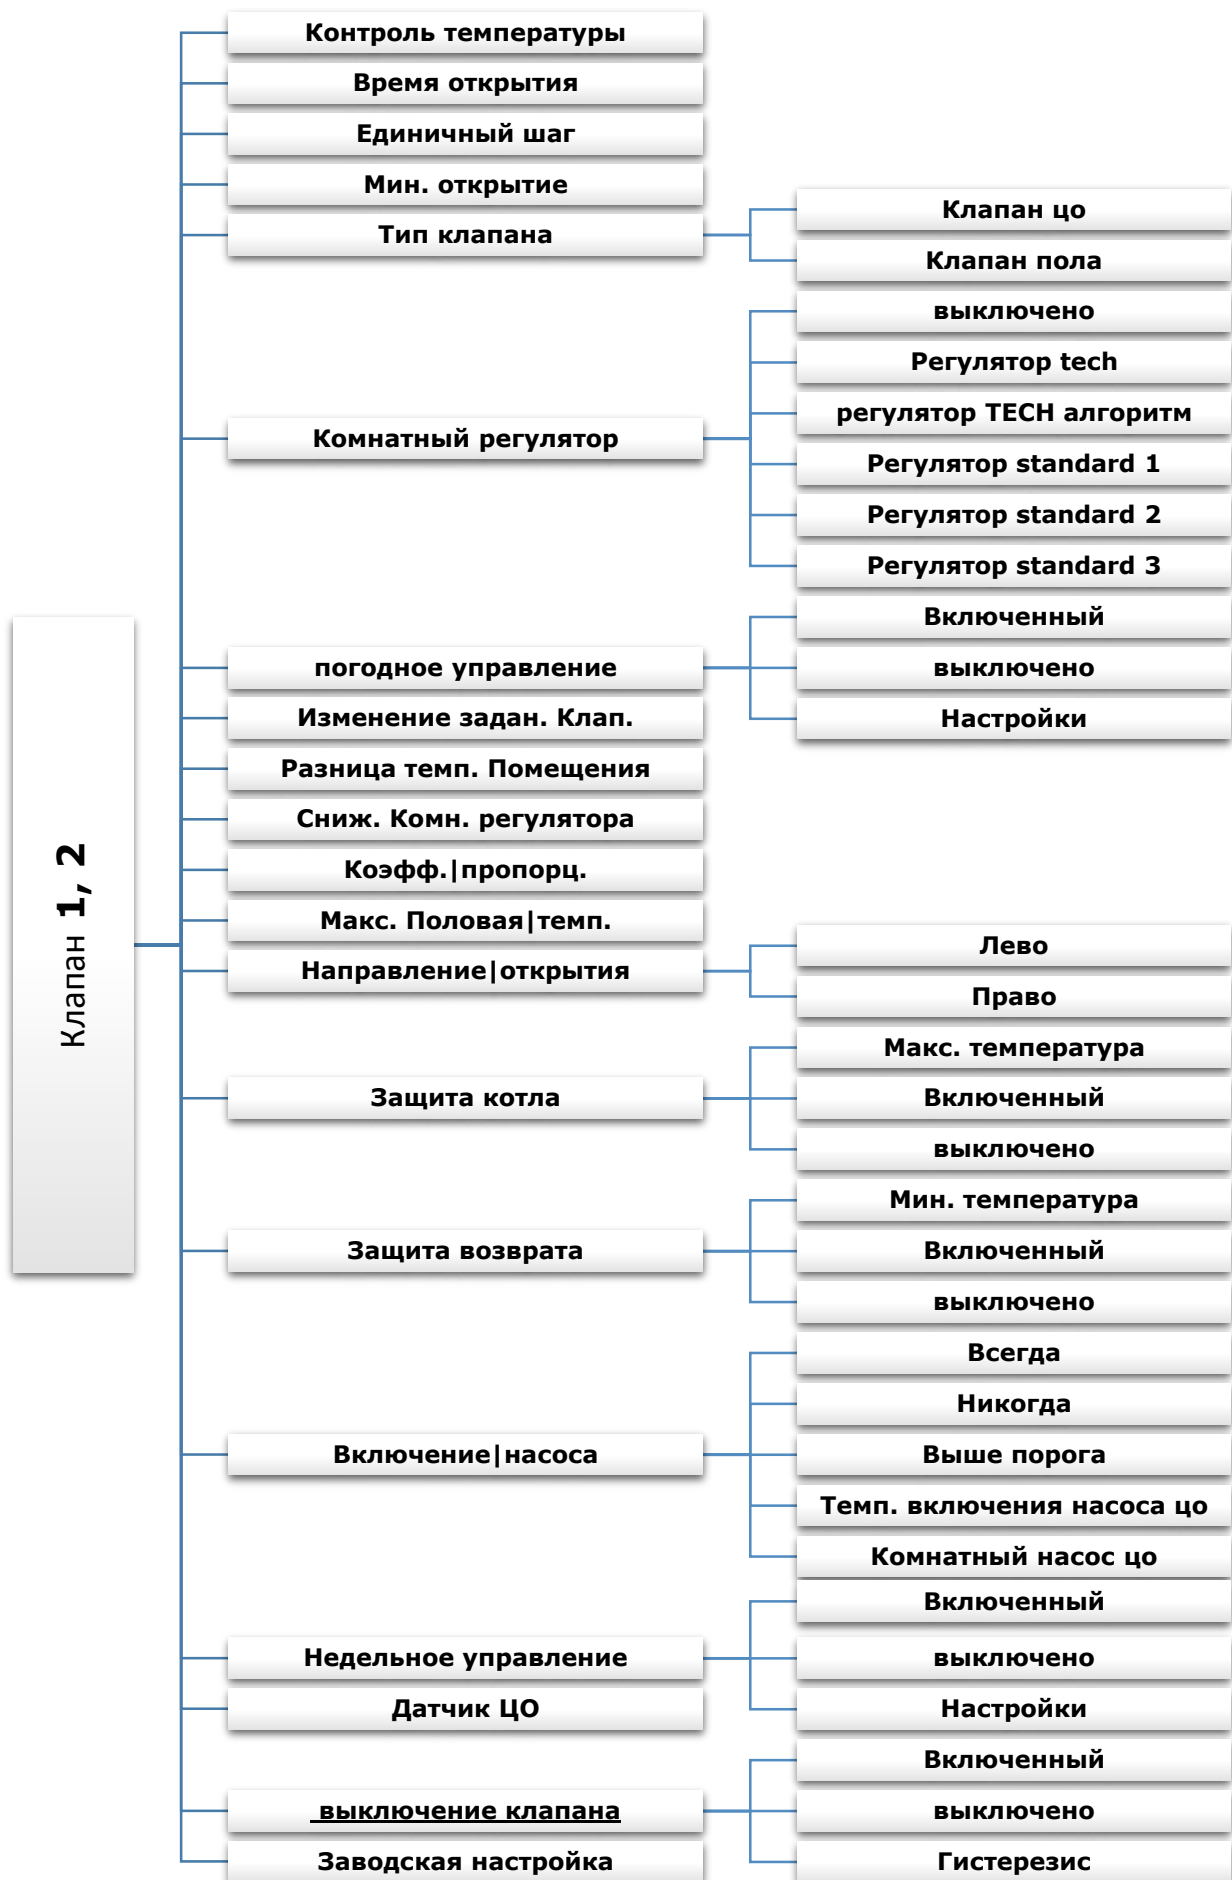 Клапан 1, 2
Контроль температуры
Время открытия
Единичный шаг
Мин. открытие
Тип клапана
Клапан цо
Клапан пола
Комнатный регулятор
выключено
Регулятор tech
регулятор TECH алгоритм
Регулятор standard 1
Регулятор standard 2
Регулятор standard 3
погодное управление
Включенный
выключено
Настройки
Изменение задан. Клап.
Разница темп. Помещения
Сниж. Комн. регулятора
Коэфф.|пропорц.
Макс. Половая|темп.
Направление|открытия
Лево
Право
Защита котла
Макс. температура
Включенный
выключено
Защита возврата
Мин. температура
Включенный
выключено
Включение|насоса
Всегда
Никогда
Выше порога
Темп. включения насоса цо
Комнатный насос цо
Недельное управление
Включенный
выключено
Настройки
Датчик ЦО
выключение клапана
Включенный
выключено
Гистерезис
Заводская настройка